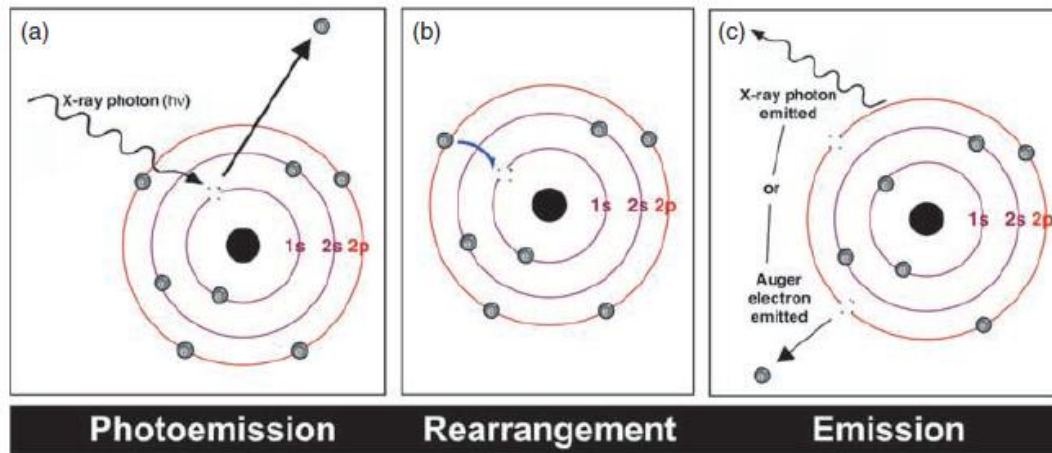 (a)
X-ray photon (hν)
1s 2s 2p
(b)
1s 2s 2p
(c)
X-ray photon
emitted
or
1s 2s 2p
Auger
electron
emitted
Photoemission
Rearrangement
Emission